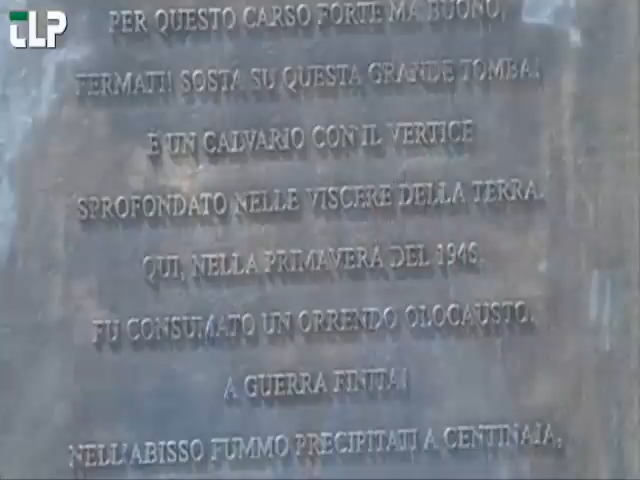 TLP
PER QUESTO CARSO FORTE MA BUONO,
FERMATI! SOSTA SU QUESTA GRANDE TOMBA!
È UN CALVARIO CON IL VERTICE
SPROFONDATO NELLE VISCERE DELLA TERRA.
QUI, NELLA PRIMAVERA DEL 1945,
FU CONSUMATO UN ORRENDO OLOCAUSTO.
A GUERRA FINITA!
NELL'ABISSO FUMMO PRECIPITATI A CENTINAIA,